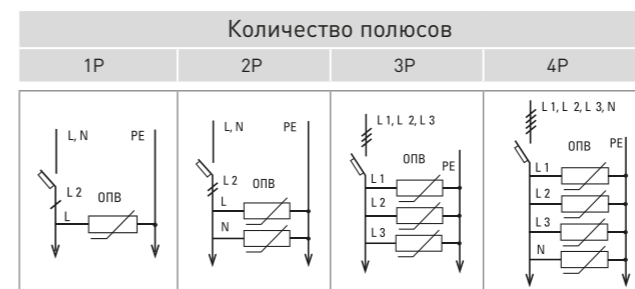 Количество полюсов
1P 2P 3P 4P
L, N PE
L 2 ОПВ
L
L, N PE
L 2 ОПВ
L
N
L 1, L 2, L 3
ОПВ PE
L 1
L 2
L 3
L 1, L 2, L 3, N
ОПВ PE
L 1
L 2
L 3
N